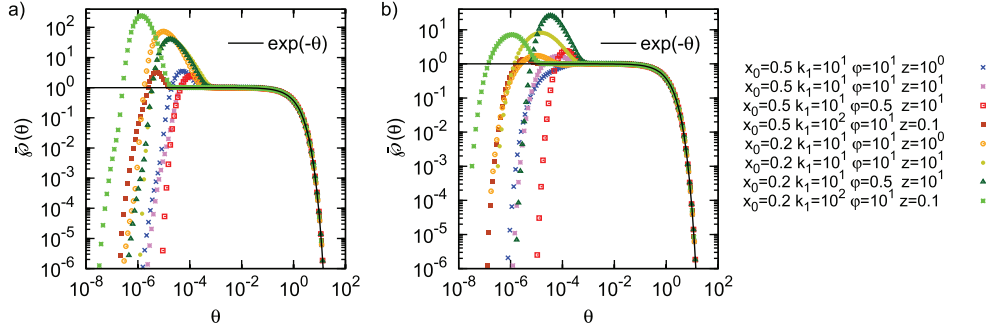 a)
b)
10²
10¹
10⁰
10⁻¹
10⁻²
10⁻³
10⁻⁴
10⁻⁵
10⁻⁶
℘̄(θ)
exp(-θ)
10⁻⁸ 10⁻⁶ 10⁻⁴ 10⁻² 10⁰ 10²
θ
10²
10¹
10⁰
10⁻¹
10⁻²
10⁻³
10⁻⁴
10⁻⁵
10⁻⁶
℘̄(θ)
exp(-θ)
10⁻⁸ 10⁻⁶ 10⁻⁴ 10⁻² 10⁰ 10²
θ
x₀=0.5 k₁=10¹ φ=10¹ z=10⁰
x₀=0.5 k₁=10¹ φ=10¹ z=10¹
x₀=0.5 k₁=10¹ φ=0.5 z=10¹
x₀=0.5 k₁=10² φ=10¹ z=0.1
x₀=0.2 k₁=10¹ φ=10¹ z=10⁰
x₀=0.2 k₁=10¹ φ=10¹ z=10¹
x₀=0.2 k₁=10¹ φ=0.5 z=10¹
x₀=0.2 k₁=10² φ=10¹ z=0.1